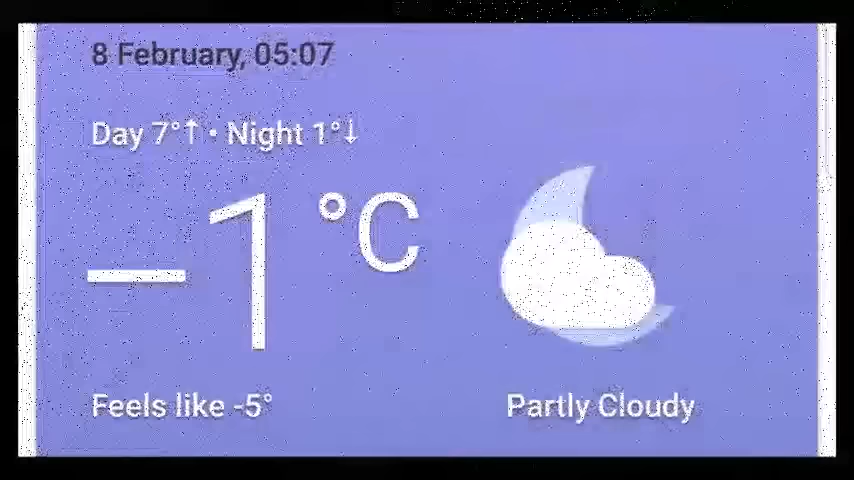 8 February, 05:07
Day 7°↑ • Night 1°↓
−1 °C
Feels like -5°
Partly Cloudy